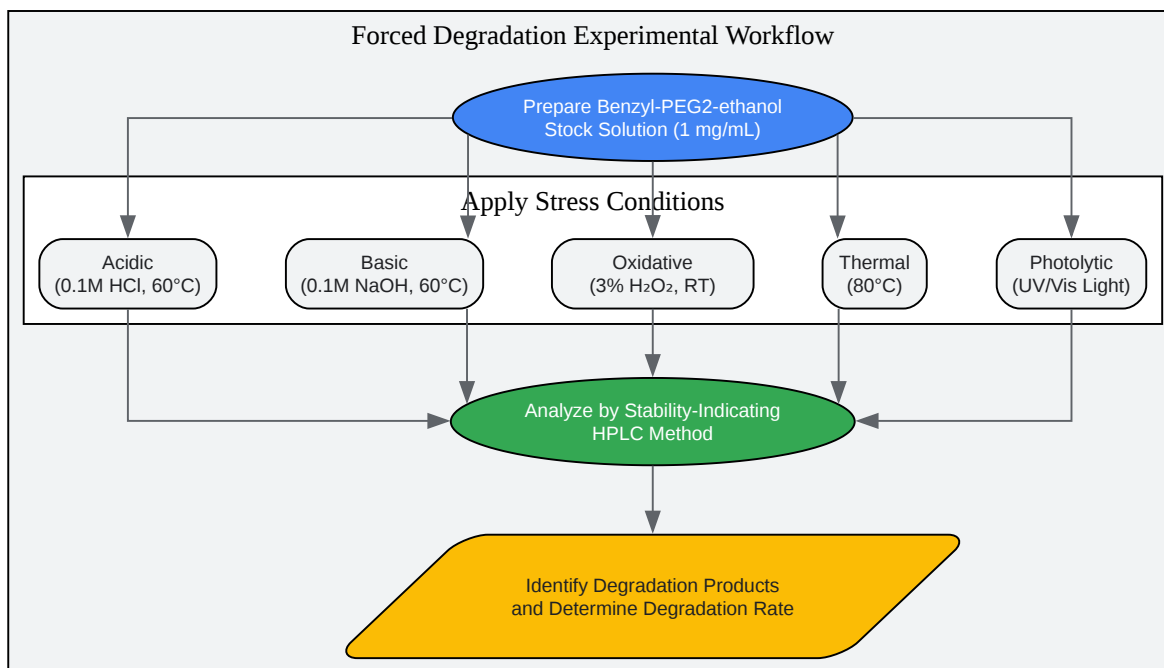 Forced Degradation Experimental Workflow
Prepare Benzyl-PEG2-ethanol
Stock Solution (1 mg/mL)
Apply Stress Conditions
Acidic
(0.1M HCl, 60°C)
Basic
(0.1M NaOH, 60°C)
Oxidative
(3% H₂O₂, RT)
Thermal
(80°C)
Photolytic
(UV/Vis Light)
Analyze by Stability-Indicating
HPLC Method
Identify Degradation Products
and Determine Degradation Rate